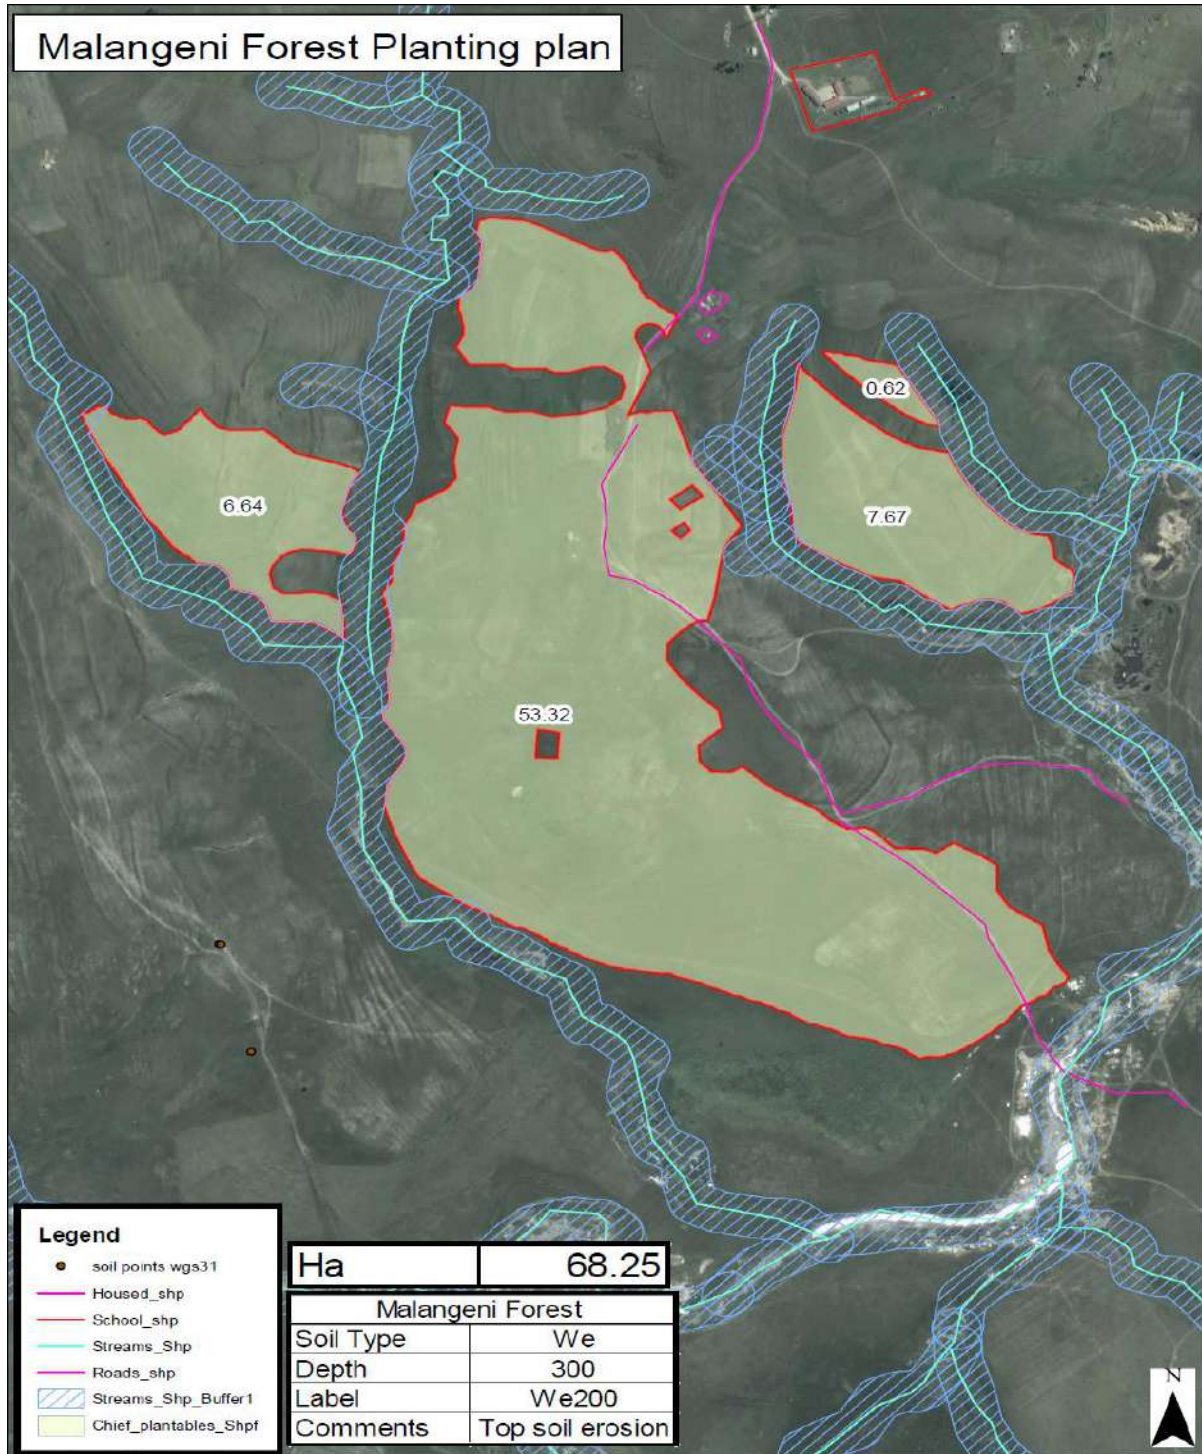 Malangeni Forest Planting plan
0.62
6.64
7.67
53.32
Legend
soil points wgs31
Housed_shp
School_shp
Streams_Shp
Roads_shp
Streams_Shp_Buffer1
Chief_plantables_Shpf
Ha 68.25
Malangeni Forest
Soil Type We
Depth 300
Label We200
Comments Top soil erosion
N